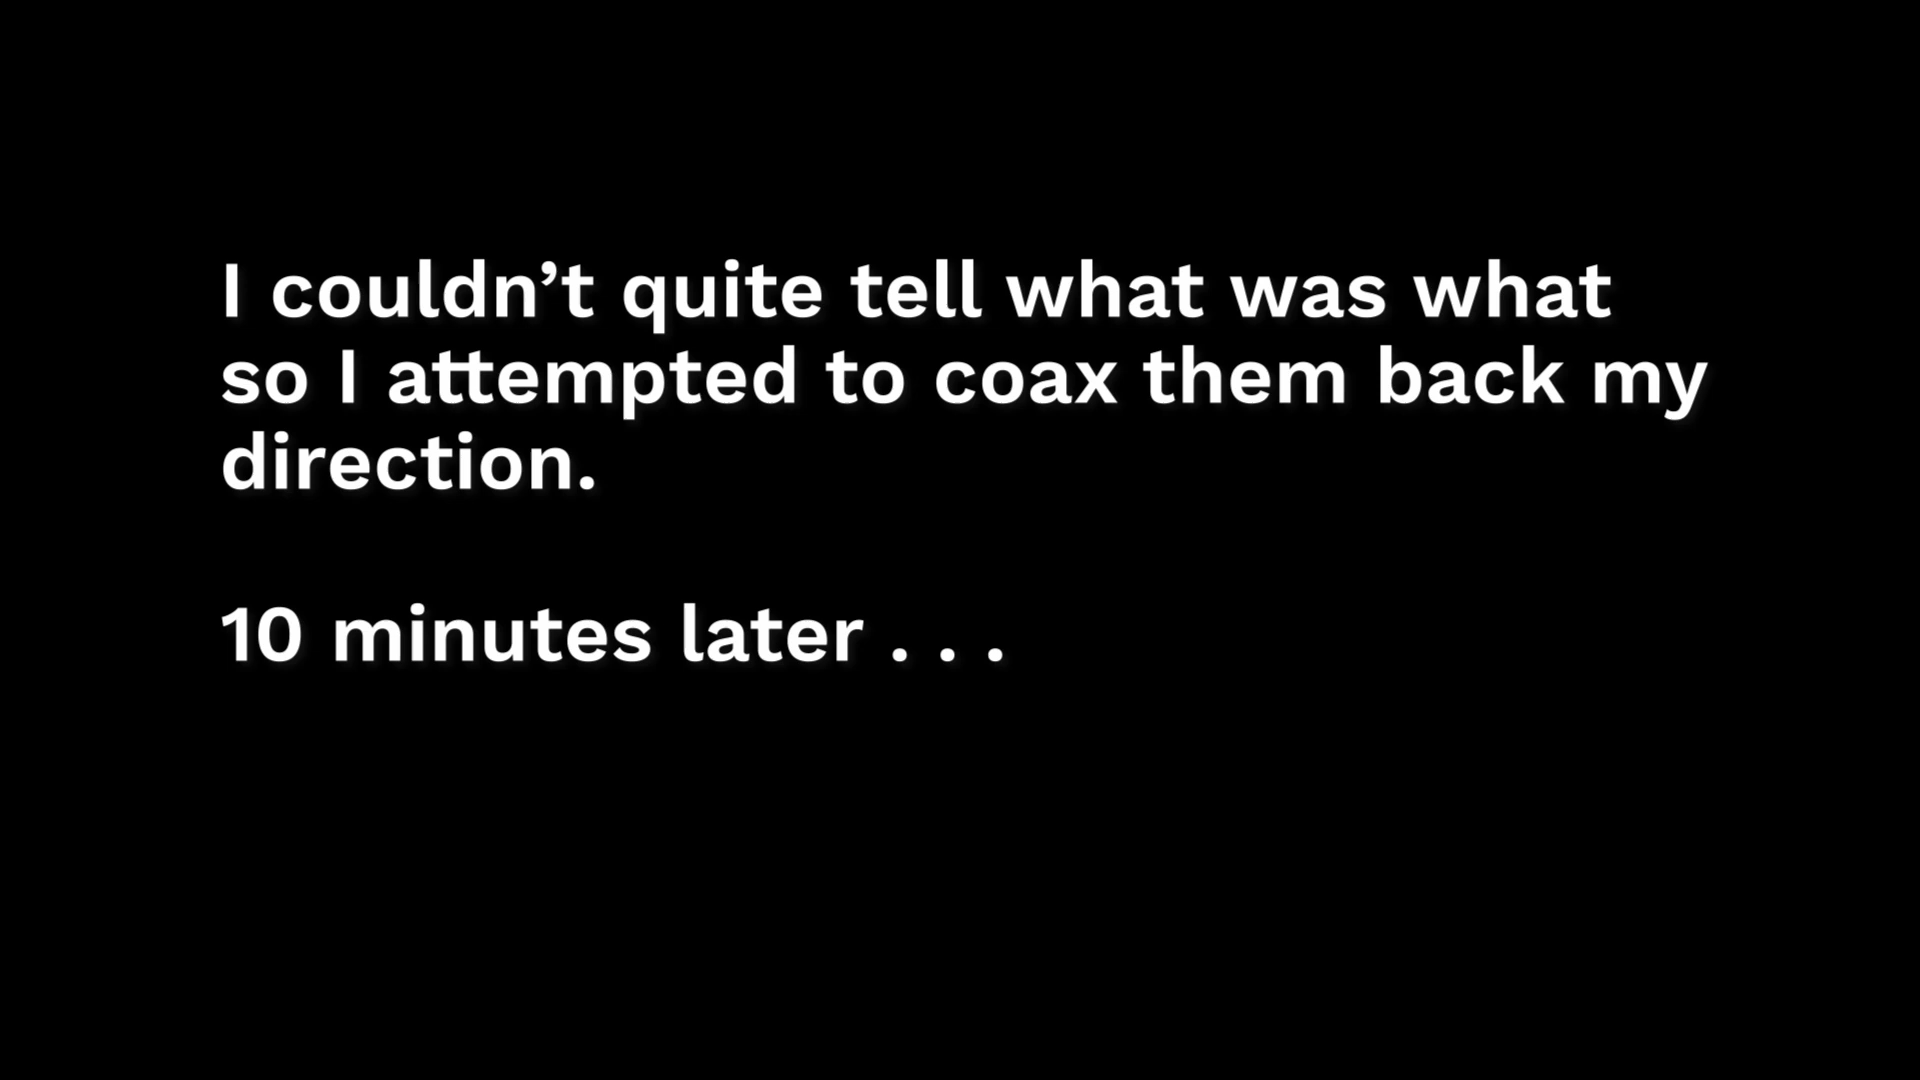 I couldn’t quite tell what was what
so I attempted to coax them back my
direction.
10 minutes later . . .